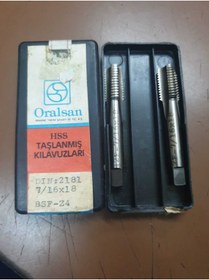 Oralsan
HSS
TAŞLANMIŞ
KILAVUZLARI
DIN:2181
7/16x18
BSF-34